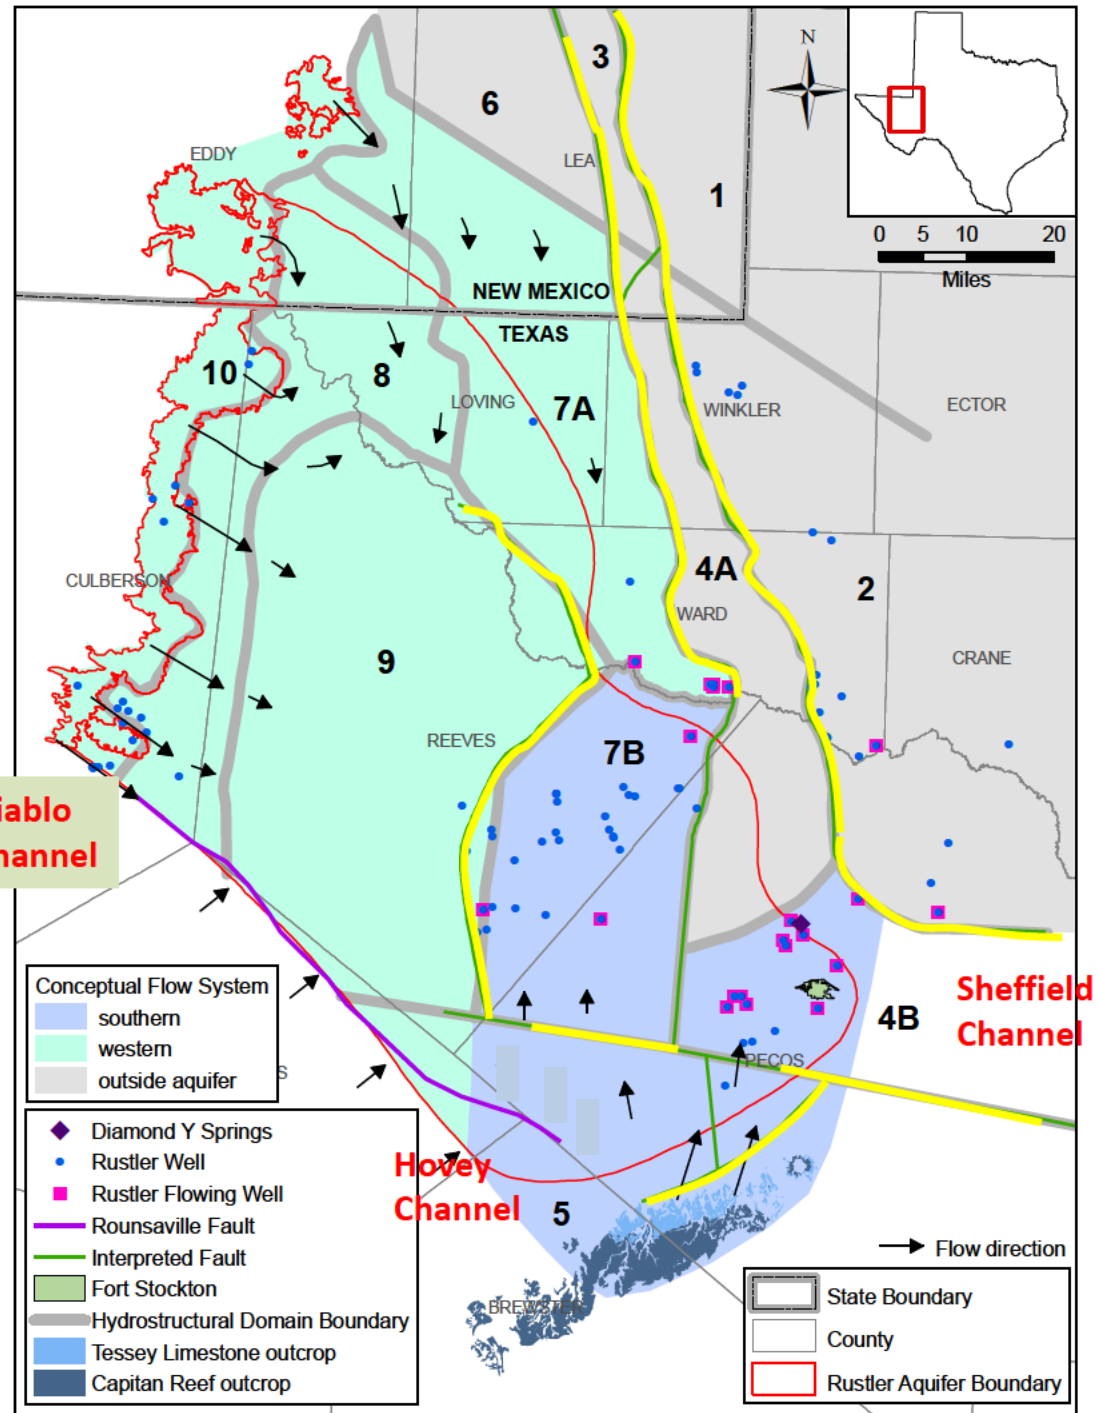 N
3
6
EDDY
LEA
1
0 5 10 20
Miles
NEW MEXICO
TEXAS
10
8
LOVING
7A
WINKLER
ECTOR
CULBERSON
4A
2
WARD
9
CRANE
REEVES
7B
iablo
hannel
Sheffield
Channel
4B
PECOS
S
Hovey
Channel
5
BREWSTER
Conceptual Flow System
southern
western
outside aquifer
Diamond Y Springs
Rustler Well
Rustler Flowing Well
Rounsaville Fault
Interpreted Fault
Fort Stockton
Hydrostructural Domain Boundary
Tessey Limestone outcrop
Capitan Reef outcrop
Flow direction
State Boundary
County
Rustler Aquifer Boundary